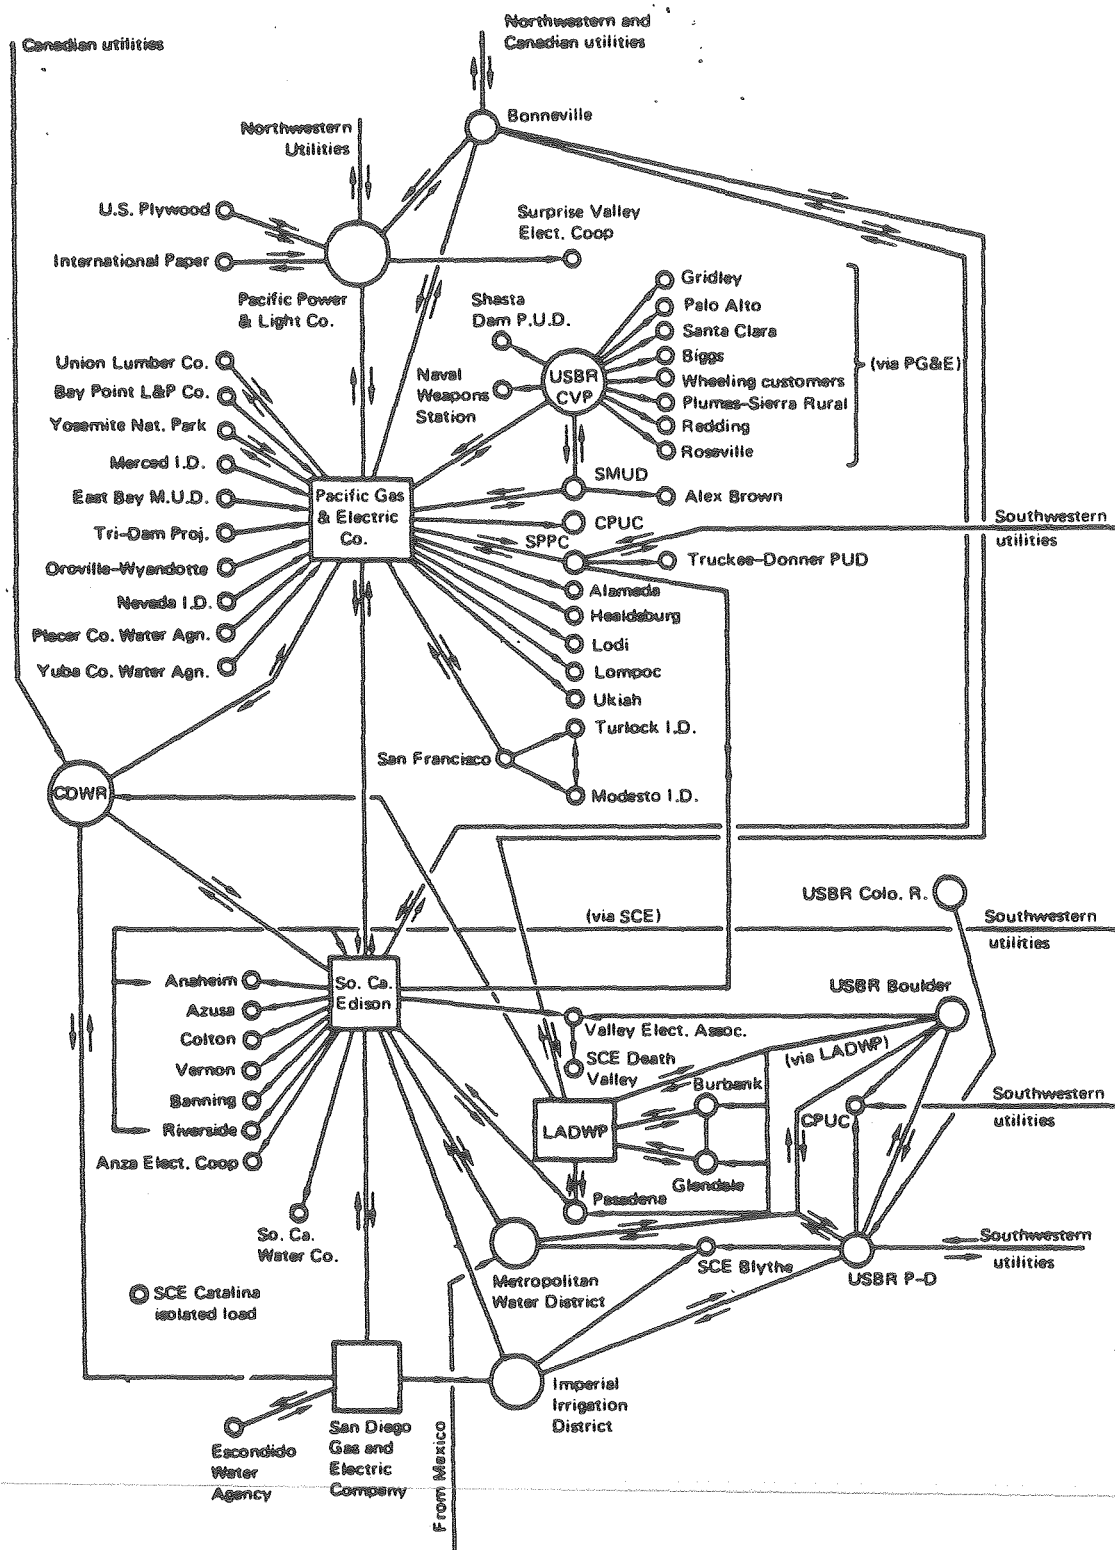 Northwestern and
Canadian utilities
Canadian utilities
Bonneville
Northwestern
Utilities
U.S. Plywood
Surprise Valley
Elect. Coop
International Paper
Pacific Power
& Light Co.
Shasta
Dam P.U.D.
Gridley
Palo Alto
Santa Clara
Biggs
Wheeling customers
Plumas-Sierra Rural
Redding
Roseville
(via PG&E)
USBR
CVP
Naval
Weapons
Station
Union Lumber Co.
Bay Point L&P Co.
Yosemite Nat. Park
Merced I.D.
East Bay M.U.D.
Tri-Dam Proj.
Oroville-Wyandotte
Nevada I.D.
Placer Co. Water Agn.
Yuba Co. Water Agn.
Pacific Gas
& Electric
Co.
SMUD
Alex Brown
CPUC
SPPC
Southwestern
utilities
Truckee-Donner PUD
Alameda
Healdsburg
Lodi
Lompoc
Ukiah
Turlock I.D.
San Francisco
Modesto I.D.
CDWR
USBR Colo. R.
(via SCE)
Southwestern
utilities
Anaheim
Azusa
Colton
Vernon
Banning
Riverside
Anza Elect. Coop
So. Ca.
Edison
USBR Boulder
Valley Elect. Assoc.
(via LADWP)
SCE Death
Valley
Burbank
LADWP
CPUC
Southwestern
utilities
Glendale
Pasadena
So. Ca.
Water Co.
Metropolitan
Water District
SCE Blythe
USBR P-D
Southwestern
utilities
SCE Catalina
isolated load
Imperial
Irrigation
District
San Diego
Gas and
Electric
Company
Escondido
Water
Agency
From Mexico